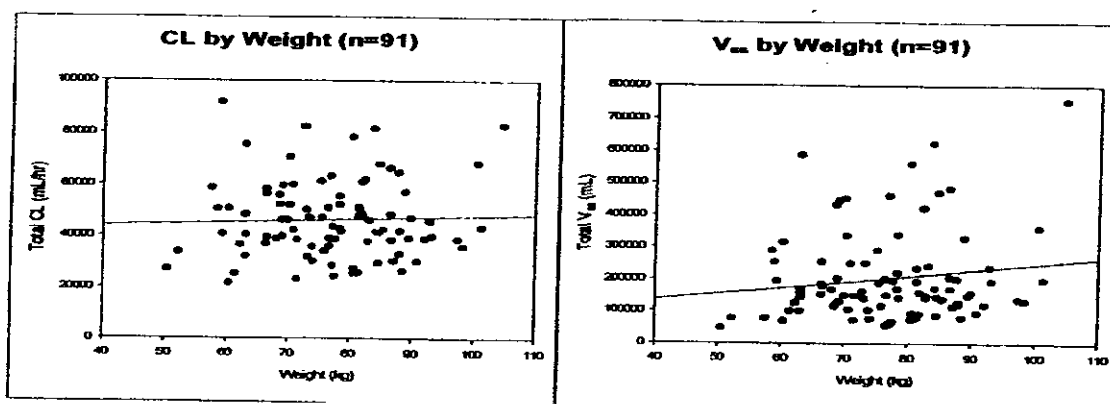 CL by Weight (n=91)
100000
80000
60000
40000
20000
0
Total CL (mL/hr)
40 50 60 70 80 90 100 110
Weight (kg)
Vss by Weight (n=91)
800000
700000
600000
500000
400000
300000
200000
100000
0
Total Vss (mL)
40 50 60 70 80 90 100 110
Weight (kg)